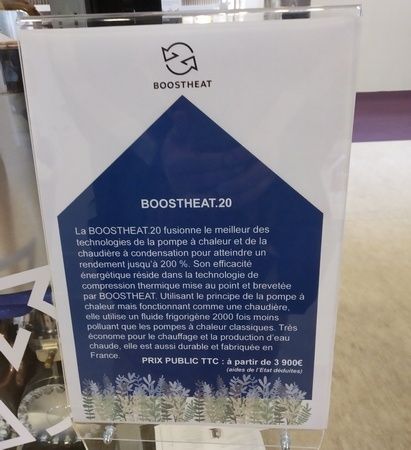 BOOSTHEAT
BOOSTHEAT.20
La BOOSTHEAT.20 fusionne le meilleur des
technologies de la pompe à chaleur et de la
chaudière à condensation pour atteindre un
rendement jusqu'à 200 %. Son efficacité
énergétique réside dans la technologie de
compression thermique mise au point et brevetée
par BOOSTHEAT. Utilisant le principe de la pompe à
chaleur mais fonctionnant comme une chaudière,
elle utilise un fluide frigorigène 2000 fois moins
polluant que les pompes à chaleur classiques. Très
économe pour le chauffage et la production d'eau
chaude, elle est aussi durable et fabriquée en
France.
PRIX PUBLIC TTC : à partir de 3 900€
(aides de l'Etat déduites)